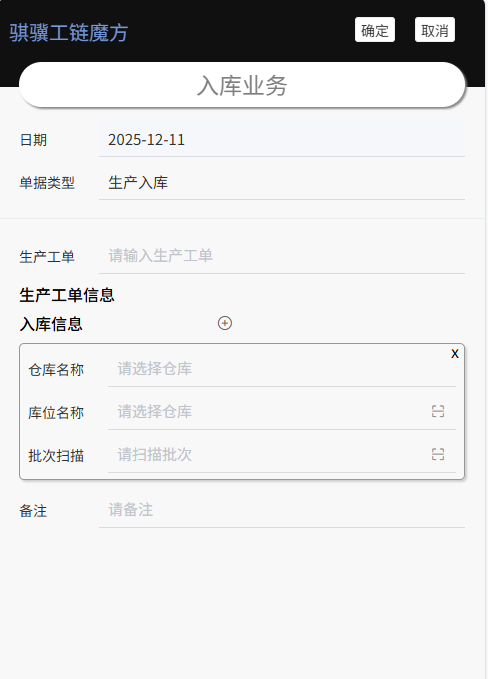 骐骥工链魔方 确定 取消
入库业务
日期 2025-12-11
单据类型 生产入库
生产工单 请输入生产工单
生产工单信息
入库信息
X
仓库名称 请选择仓库
库位名称 请选择仓库
批次扫描 请扫描批次
备注 请备注